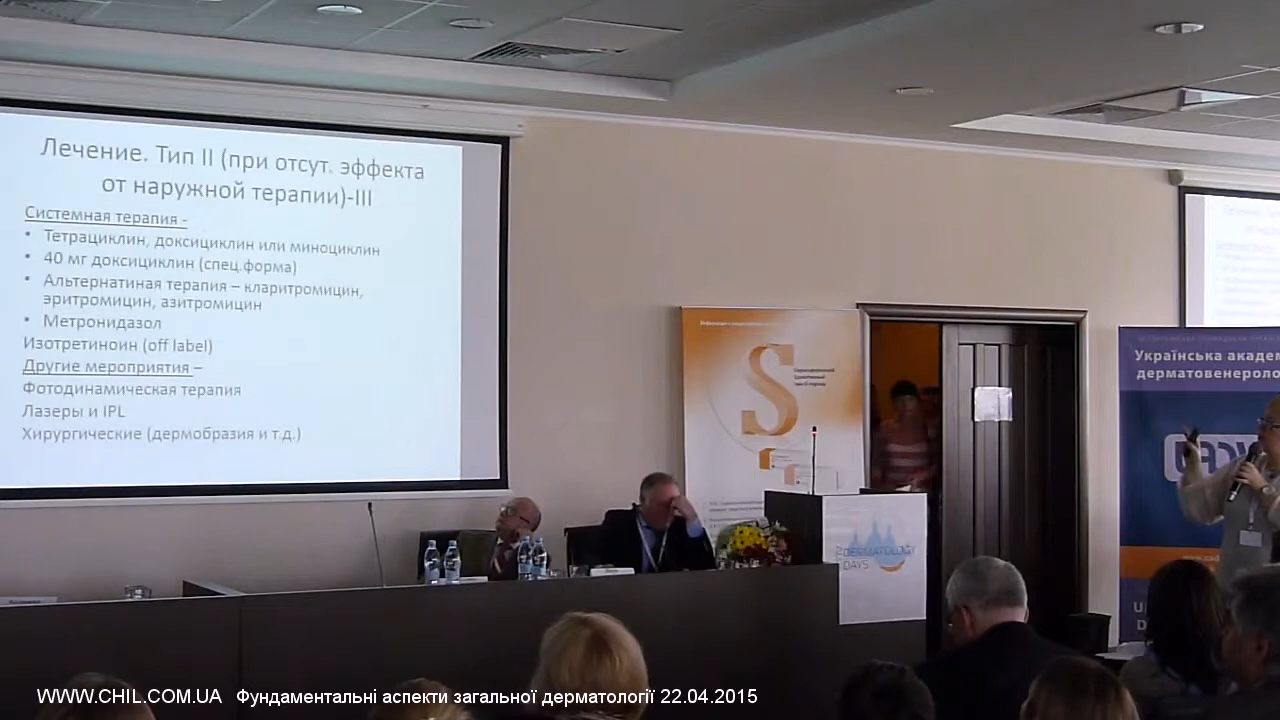 Лечение. Тип II (при отсут. эффекта
от наружной терапии)-III
Системная терапия -
• Тетрациклин, доксициклин или миноциклин
• 40 мг доксициклин (спец.форма)
• Альтернатиная терапия – кларитромицин,
эритромицин, азитромицин
• Метронидазол
Изотретиноин (off label)
Другие мероприятия –
Фотодинамическая терапия
Лазеры и IPL
Хирургические (дермобразия и т.д.)
S
DERMATOLOGY
DAYS
Українська академ
дерматовенероло
WWW.CHIL.COM.UA Фундаментальні аспекти загальної дерматології 22.04.2015